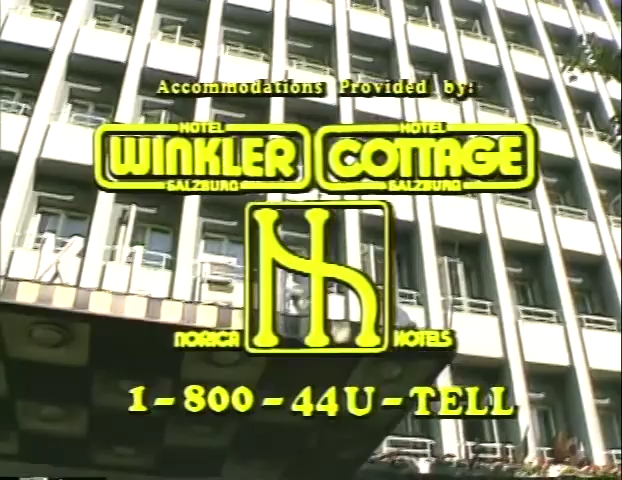 Accommodations Provided by:
HOTEL HOTEL
WINKLER COTTAGE
SALZBURG SALZBURG
NORICA HOTELS
1-800-44U-TELL